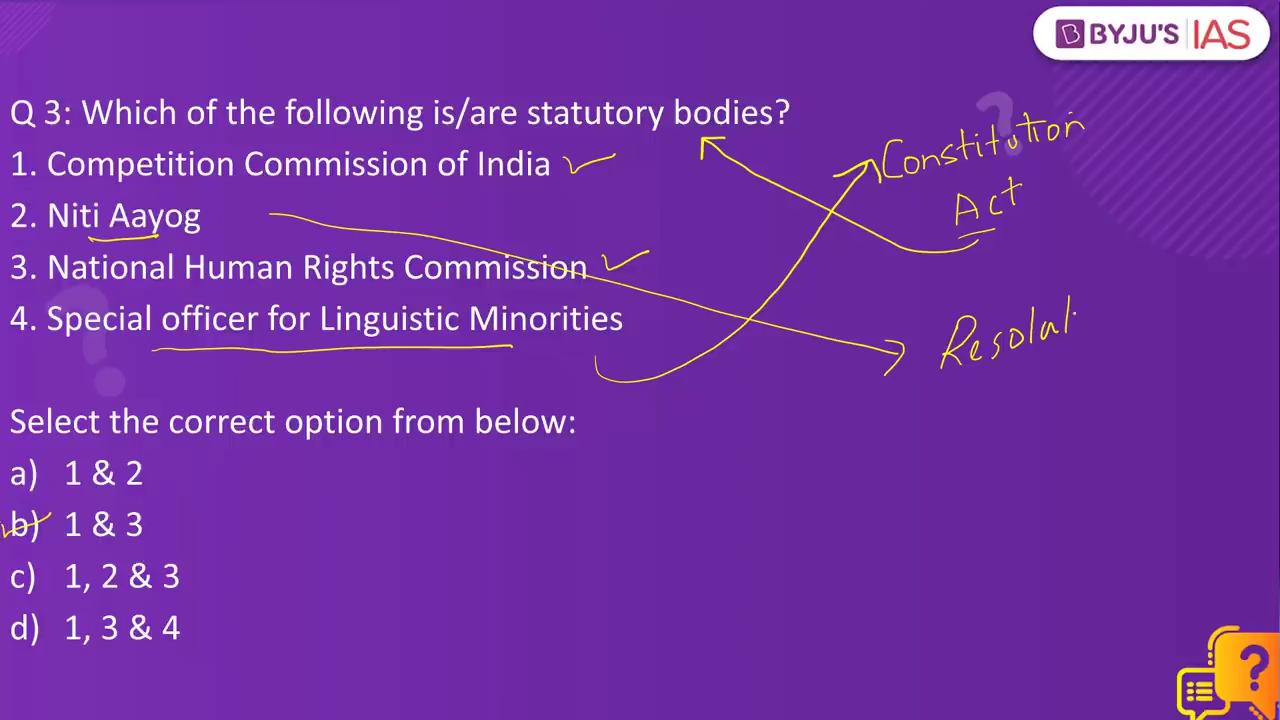 BYJU'S IAS
Q 3: Which of the following is/are statutory bodies?
1. Competition Commission of India
2. Niti Aayog
3. National Human Rights Commission
4. Special officer for Linguistic Minorities
Constitution
Act
Resolat
Select the correct option from below:
a) 1 & 2
b) 1 & 3
c) 1, 2 & 3
d) 1, 3 & 4